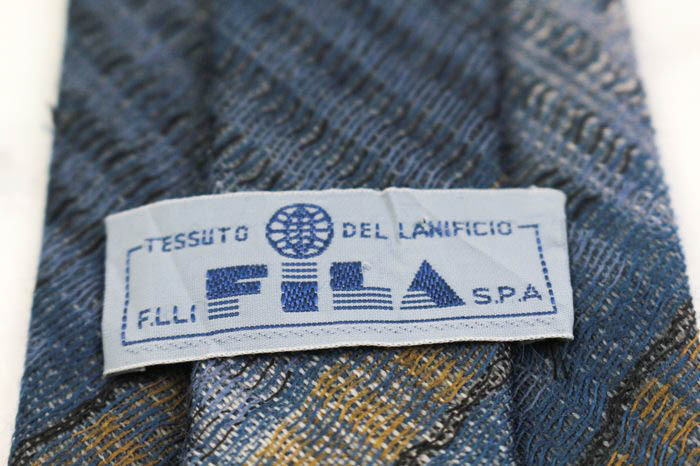 TESSUTO DEL LANIFICIO
F.LLI FILA S.P.A